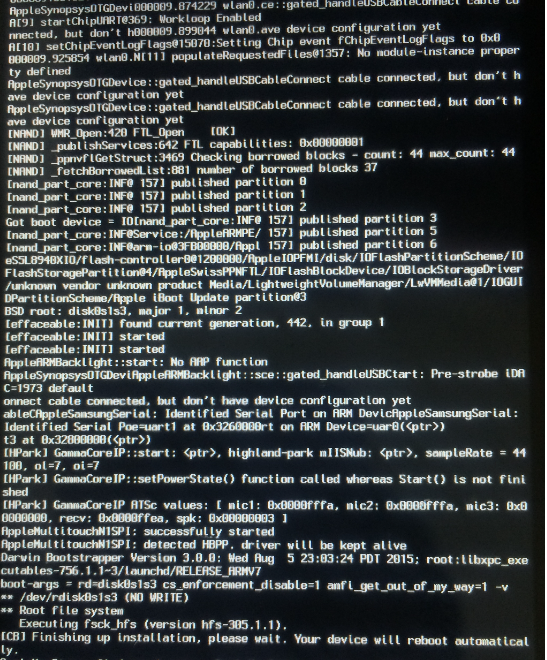 AppleSynopsysOTGDevi000009.874229 wlan0.ce::gated_handleUSBCableConnect cable co
A[9] startChipUART@369: Workloop Enabled
nnected, but don't h000009.899044 wlan0.ave device configuration yet
A[10] setChipEventLogFlags@15070:Setting Chip event fChipEventLogFlags to 0x0
000009.925854 wlan0.N[11] populateRequestedFiles@1357: No module-instance proper
ty defined
AppleSynopsysOTGDevice::gated_handleUSBCableConnect cable connected, but don't h
ave device configuration yet
AppleSynopsysOTGDevice::gated_handleUSBCableConnect cable connected, but don't h
ave device configuration yet
[NAND] WMR_Open:420 FTL_Open     [OK]
[NAND] _publishServices:642 FTL capabilities: 0x00000001
[NAND] _ppnvflGetStruct:3469 Checking borrowed blocks - count: 44 max_count: 44
[NAND] _fetchBorrowedList:881 number of borrowed blocks 37
[nand_part_core:INF@ 157] published partition 0
[nand_part_core:INF@ 157] published partition 1
[nand_part_core:INF@ 157] published partition 2
Got boot device = IO[nand_part_core:INF@ 157] published partition 3
[nand_part_core:INF@Service:/AppleARMPE/ 157] published partition 5
[nand_part_core:INF@arm-io@3FB00000/Appl 157] published partition 6
eS5L8940XIO/flash-controller0@1200000/AppleIOPFMI/disk/IOFlashPartitionScheme/IO
FlashStoragePartition@4/AppleSwissPPNFTL/IOFlashBlockDevice/IOBlockStorageDriver
/unknown vendor unknown product Media/LightweightVolumeManager/LwVMMedia@1/IOGUI
DPartitionScheme/Apple iBoot Update partition@3
BSD root: disk0s1s3, major 1, minor 2
[effaceable:INIT] found current generation, 442, in group 1
[effaceable:INIT] started
[effaceable:INIT] started
AppleARMBacklight::start: No AAP function
AppleSynopsysOTGDeviAppleARMBacklight::sce::gated_handleUSBCtart: Pre-strobe iDA
C=1973 default
onnect cable connected, but don't have device configuration yet
ableCAppleSamsungSerial: Identified Serial Port on ARM DevicAppleSamsungSerial:
Identified Serial Poe=uart1 at 0x3260000rt on ARM Device=uar0(<ptr>)
t3 at 0x32000000(<ptr>)
[HPark] GammaCoreIP::start: <ptr>, highland-park mIISNub: <ptr>, sampleRate = 44
100, ol=7, oi=7
[HPark] GammaCoreIP::setPowerState() function called whereas Start() is not fini
shed
[HPark] GammaCoreIP ATSc values: [ mic1: 0x0000fffa, mic2: 0x0000fffa, mic3: 0x0
0000000, recv: 0x0000ffea, spk: 0x00000003 ]
AppleMultitouchN1SPI: successfully started
AppleMultitouchN1SPI: detected HBPP. driver will be kept alive
Darwin Bootstrapper Version 3.0.0: Wed Aug  5 23:03:24 PDT 2015; root:libxpc_exe
cutables-756.1.1~3/launchd/RELEASE_ARMV7
boot-args = rd=disk0s1s3 cs_enforcement_disable=1 amfi_get_out_of_my_way=1 -v
** /dev/rdisk0s1s3 (NO WRITE)
** Root file system
   Executing fsck_hfs (version hfs-305.1.1).
[CB] Finishing up installation, please wait. Your device will reboot automatical
ly.